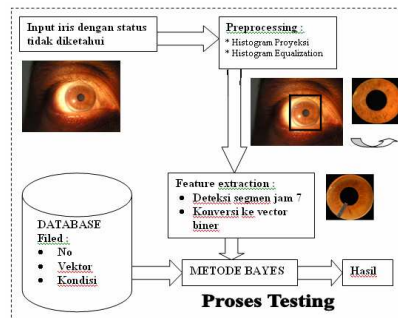 Input iris dengan status
tidak diketahui
Preprocessing :
* Histogram Proyeksi
* Histogram Equalization
Feature extraction :
● Deteksi segmen jam 7
● Konversi ke vector
biner
DATABASE
Filed :
● No
● Vektor
● Kondisi
METODE BAYES
Hasil
Proses Testing